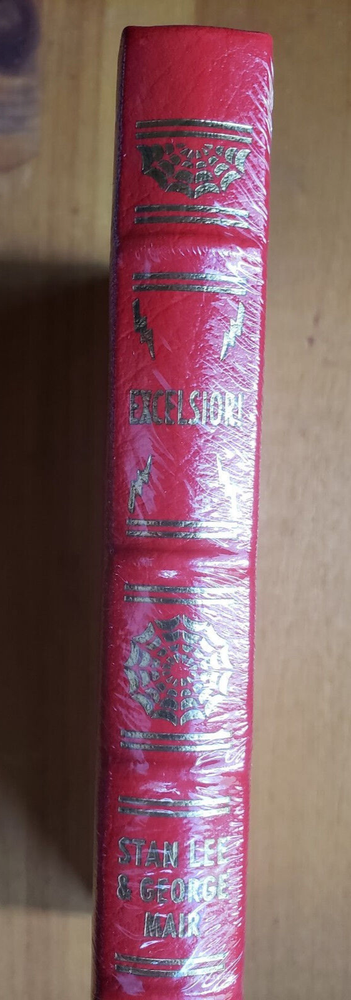 EXCELSIOR!
STAN LEE
& GEORGE
MAIR